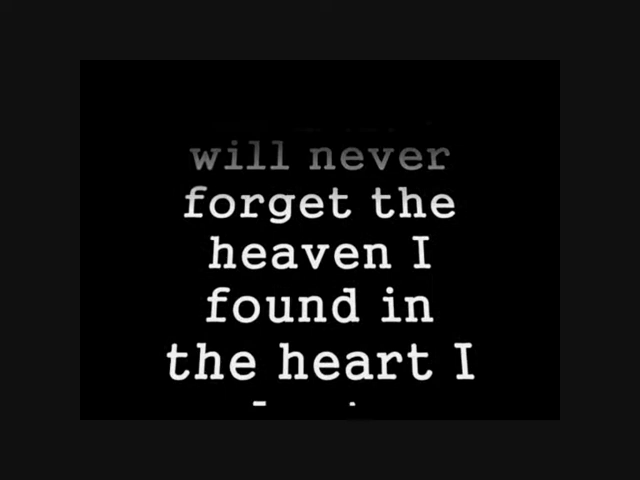 will never
forget the
heaven I
found in
the heart I